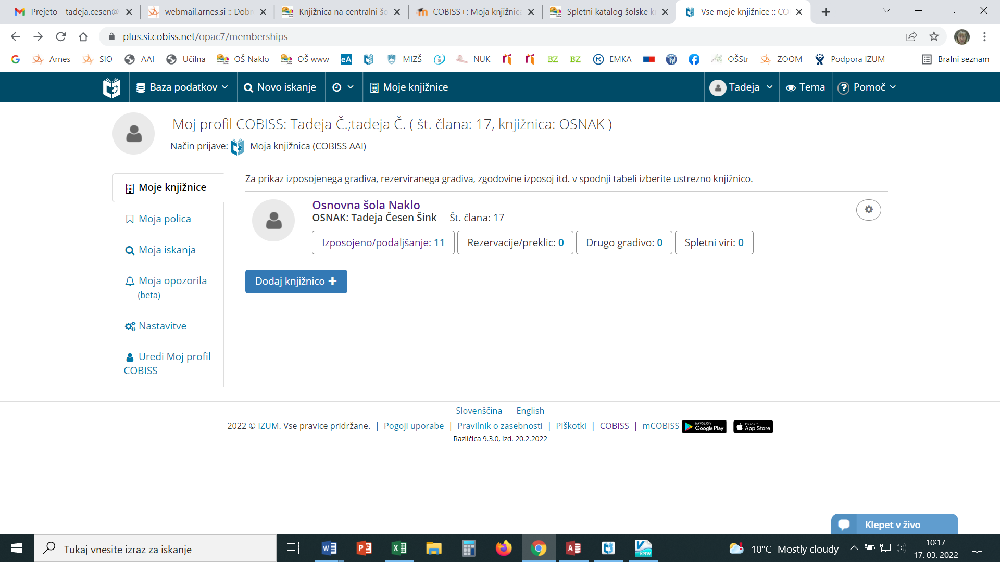 Prejeto - tadeja.cesen@
webmail.arnes.si :: Dobr
Knjižnica na centralni šo
COBISS+: Moja knjižnica
Spletni katalog šolske k
Vse moje knjižnice :: CO
plus.si.cobiss.net/opac7/memberships
Arnes SIO AAI Učilna OŠ Naklo OŠ www eA MIZŠ NUK BZ BZ EMKA OŠStr ZOOM Podpora IZUM Bralni seznam
Baza podatkov Novo iskanje Moje knjižnice Tadeja Tema ? Pomoč
Moj profil COBISS: Tadeja Č.;tadeja Č. ( št. člana: 17, knjižnica: OSNAK )
Način prijave: Moja knjižnica (COBISS AAI)
Moje knjižnice
Moja polica
Moja iskanja
Moja opozorila
(beta)
Nastavitve
Uredi Moj profil
COBISS
Za prikaz izposojenega gradiva, rezerviranega gradiva, zgodovine izposoj itd. v spodnji tabeli izberite ustrezno knjižnico.
Osnovna šola Naklo
OSNAK: Tadeja Česen Šink Št. člana: 17
Izposojeno/podaljšanje: 11 Rezervacije/preklic: 0 Drugo gradivo: 0 Spletni viri: 0
Dodaj knjižnico
Slovenščina English
2022 © IZUM. Vse pravice pridržane. | Pogoji uporabe | Pravilnik o zasebnosti | Piškotki | COBISS | mCOBISS NA VOLJO V Google Play Prenos iz App Store
Različica 9.3.0, izd. 20.2.2022
Klepet v živo
Tukaj vnesite izraz za iskanje
KPFW
10°C Mostly cloudy
10:17
17. 03. 2022